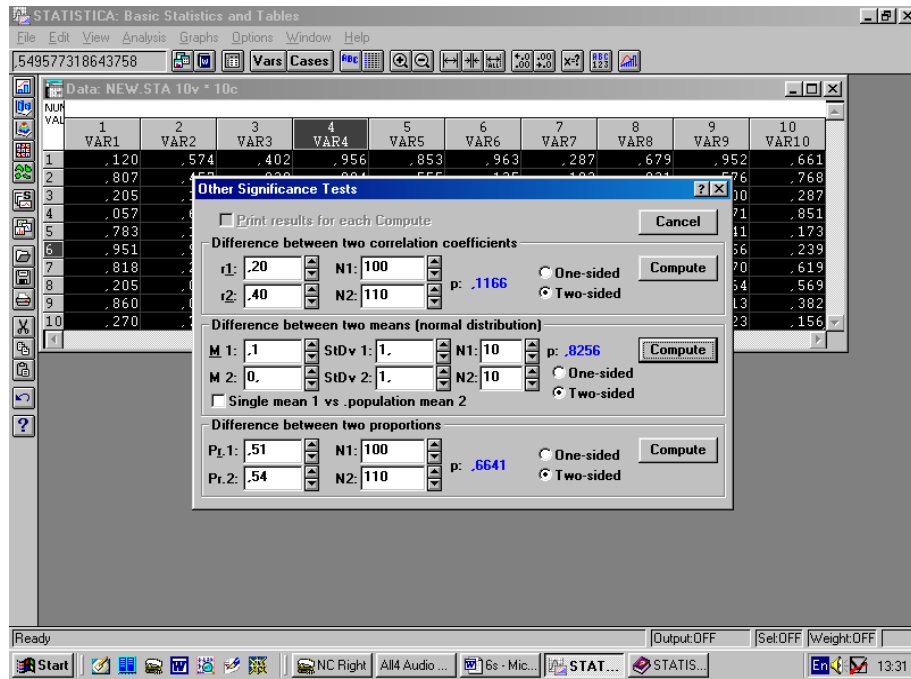 STATISTICA: Basic Statistics and Tables
File Edit View Analysis Graphs Options Window Help
,549577318643758 Vars Cases ABC x=? ABC 123
Data: NEW.STA 10v * 10c
NUM
VAL
1 2 3 4 5 6 7 8 9 10
VAR1 VAR2 VAR3 VAR4 VAR5 VAR6 VAR7 VAR8 VAR9 VAR10
1 ,120 ,574 ,402 ,956 ,853 ,963 ,287 ,679 ,952 ,661
2 ,807 ,768
3 ,205 ,287
4 ,057 ,851
5 ,783 ,173
6 ,951 ,239
7 ,818 ,619
8 ,205 ,569
9 ,860 ,382
10 ,270 ,156
Other Significance Tests
Print results for each Compute Cancel
Difference between two correlation coefficients
r1: ,20 N1: 100 One-sided Compute
p: ,1166
r2: ,40 N2: 110 Two-sided
Difference between two means (normal distribution)
M 1: ,1 StDv 1: 1, N1: 10 p: ,8256 Compute
M 2: 0, StDv 2: 1, N2: 10 One-sided
Two-sided
Single mean 1 vs .population mean 2
Difference between two proportions
Pr.1: ,51 N1: 100 One-sided Compute
p: ,6641
Pr.2: ,54 N2: 110 Two-sided
Ready Output:OFF Sel:OFF Weight:OFF
Start NC Right All4 Audio ... 6s - Mic... STAT... STATIS... En 13:31